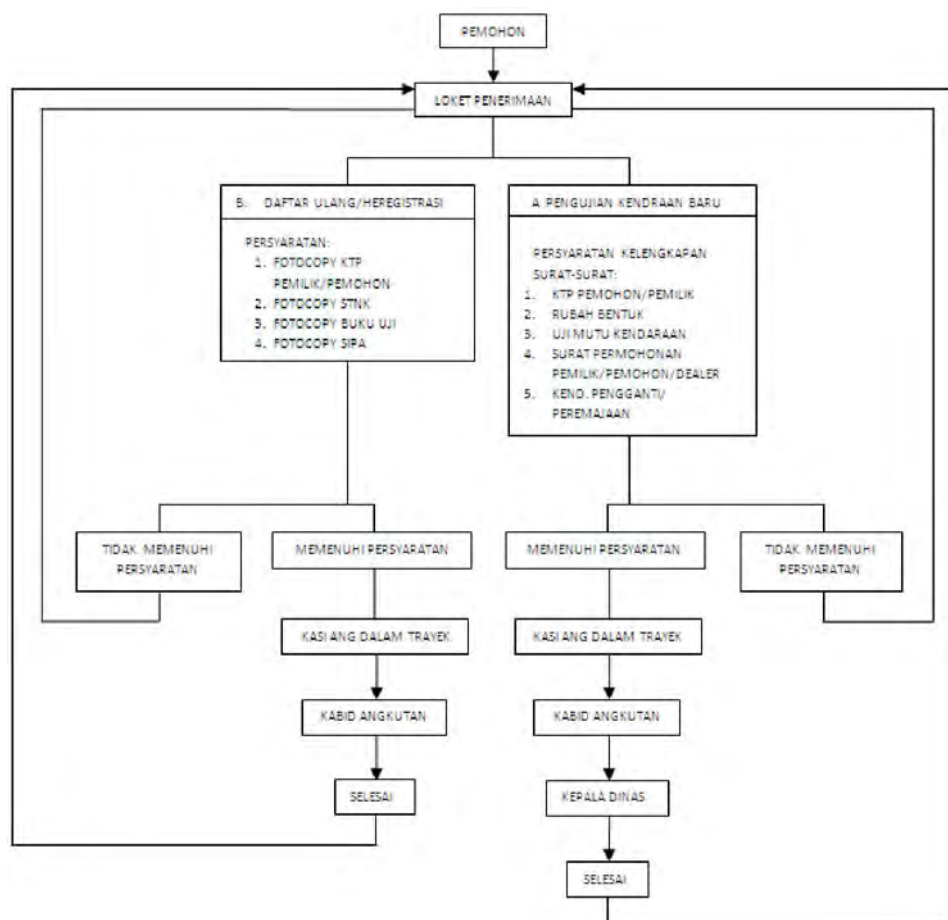 PEMOHON
LOKET PENERIMAAN
B. DAFTAR ULANG/HEREGISTRASI
PERSYARATAN:
1. FOTOCOPY KTP
PEMILIK/PEMOHON
2. FOTOCOPY STNK
3. FOTOCOPY BUKU UJI
4. FOTOCOPY SIPA
A PENGUJIAN KENDRAAN BARU
PERSYARATAN KELENGKAPAN
SURAT-SURAT:
1. KTP PEMOHON/PEMILIK
2. RUBAH BENTUK
3. UJI MUTU KENDARAAN
4. SURAT PERMOHONAN
PEMILIK/PEMOHON/DEALER
5. KEND. PENGGANTI/
PEREMAJAAN
TIDAK MEMENUHI
PERSYARATAN
MEMENUHI PERSYARATAN
MEMENUHI PERSYARATAN
TIDAK MEMENUHI
PERSYARATAN
KASI ANG DALAM TRAYEK
KASI ANG DALAM TRAYEK
KABID ANGKUTAN
KABID ANGKUTAN
SELESAI
KEPALA DINAS
SELESAI